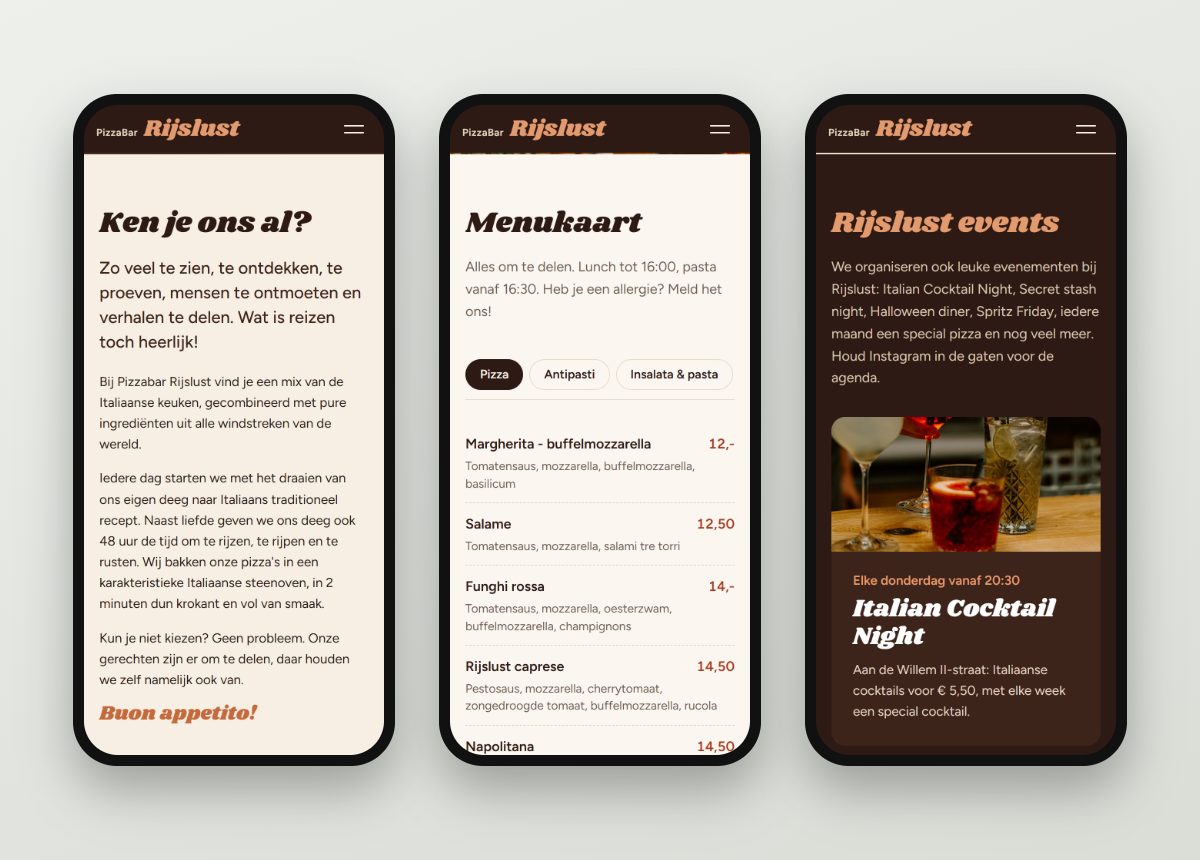 PizzaBar Rijslust
Ken je ons al?
Zo veel te zien, te ontdekken, te
proeven, mensen te ontmoeten en
verhalen te delen. Wat is reizen
toch heerlijk!
Bij Pizzabar Rijslust vind je een mix van de
Italiaanse keuken, gecombineerd met pure
ingrediënten uit alle windstreken van de
wereld.
Iedere dag starten we met het draaien van
ons eigen deeg naar Italiaans traditioneel
recept. Naast liefde geven we ons deeg ook
48 uur de tijd om te rijzen, te rijpen en te
rusten. Wij bakken onze pizza's in een
karakteristieke Italiaanse steenoven, in 2
minuten dun krokant en vol van smaak.
Kun je niet kiezen? Geen probleem. Onze
gerechten zijn er om te delen, daar houden
we zelf namelijk ook van.
Buon appetito!
PizzaBar Rijslust
Menukaart
Alles om te delen. Lunch tot 16:00, pasta
vanaf 16:30. Heb je een allergie? Meld het
ons!
Pizza Antipasti Insalata & pasta
Margherita - buffelmozzarella 12,-
Tomatensaus, mozzarella, buffelmozzarella,
basilicum
Salame 12,50
Tomatensaus, mozzarella, salami tre torri
Funghi rossa 14,-
Tomatensaus, mozzarella, oesterzwam,
buffelmozzarella, champignons
Rijslust caprese 14,50
Pestosaus, mozzarella, cherrytomaat,
zongedroogde tomaat, buffelmozzarella, rucola
Napolitana 14,50
PizzaBar Rijslust
Rijslust events
We organiseren ook leuke evenementen bij
Rijslust: Italian Cocktail Night, Secret stash
night, Halloween diner, Spritz Friday, iedere
maand een special pizza en nog veel meer.
Houd Instagram in de gaten voor de
agenda.
Elke donderdag vanaf 20:30
Italian Cocktail
Night
Aan de Willem II-straat: Italiaanse
cocktails voor € 5,50, met elke week
een special cocktail.